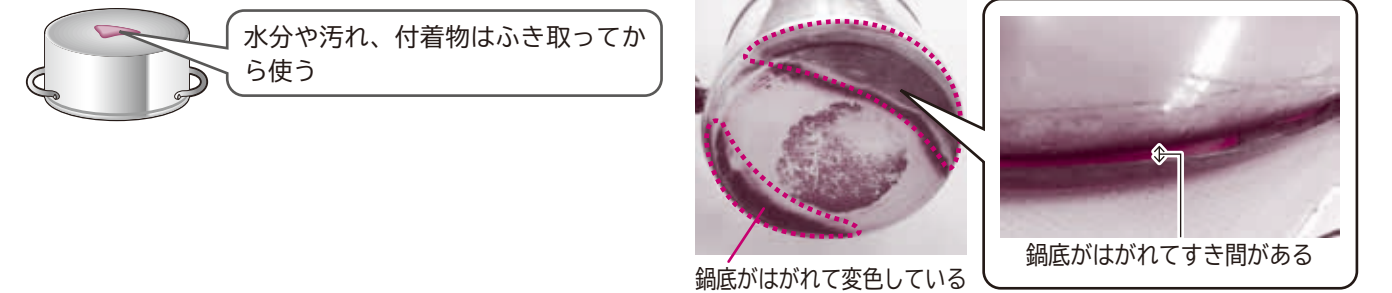 水分や汚れ、付着物はふき取ってか
ら使う
鍋底がはがれて変色している
鍋底がはがれてすき間がある